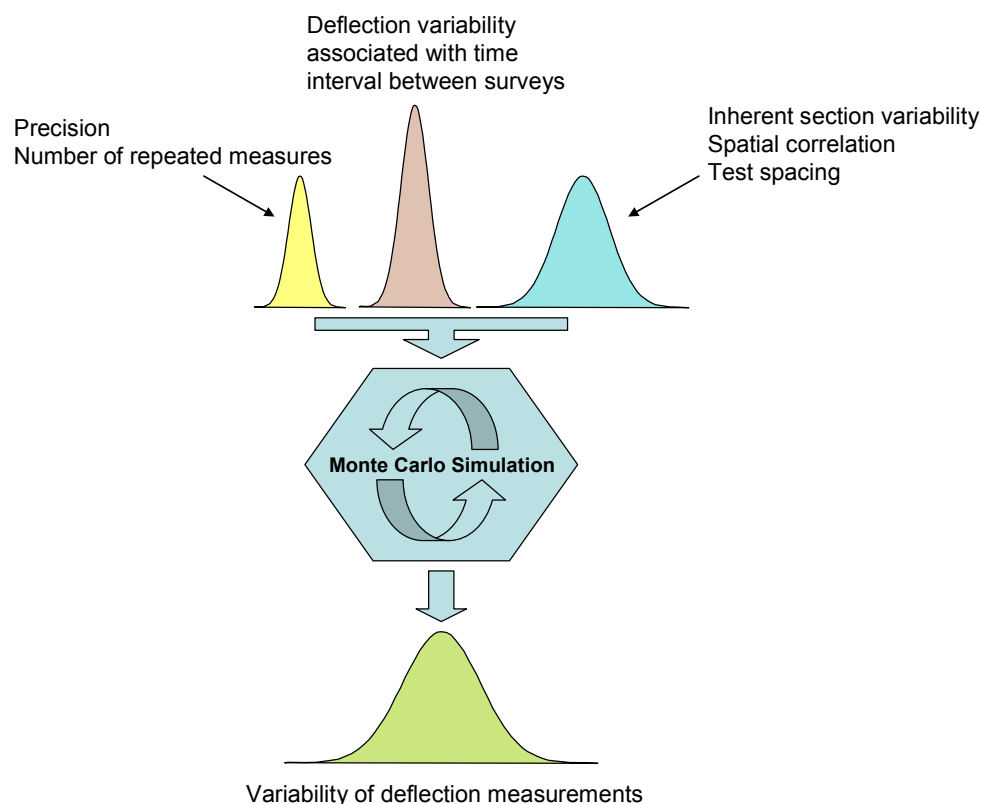 Deflection variability
associated with time
interval between surveys
Precision
Number of repeated measures
Inherent section variability
Spatial correlation
Test spacing
Monte Carlo Simulation
Variability of deflection measurements